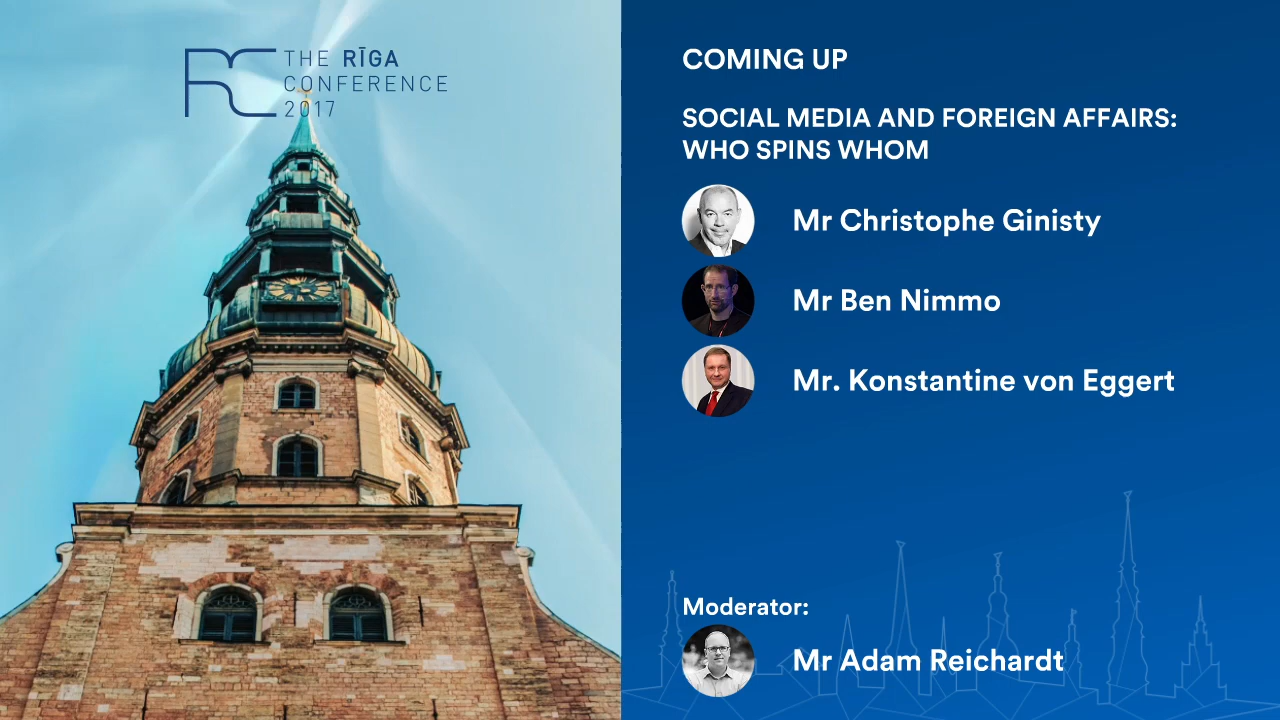 THE RĪGA
CONFERENCE
2017
COMING UP
SOCIAL MEDIA AND FOREIGN AFFAIRS:
WHO SPINS WHOM
Mr Christophe Ginisty
Mr Ben Nimmo
Mr. Konstantine von Eggert
Moderator:
Mr Adam Reichardt